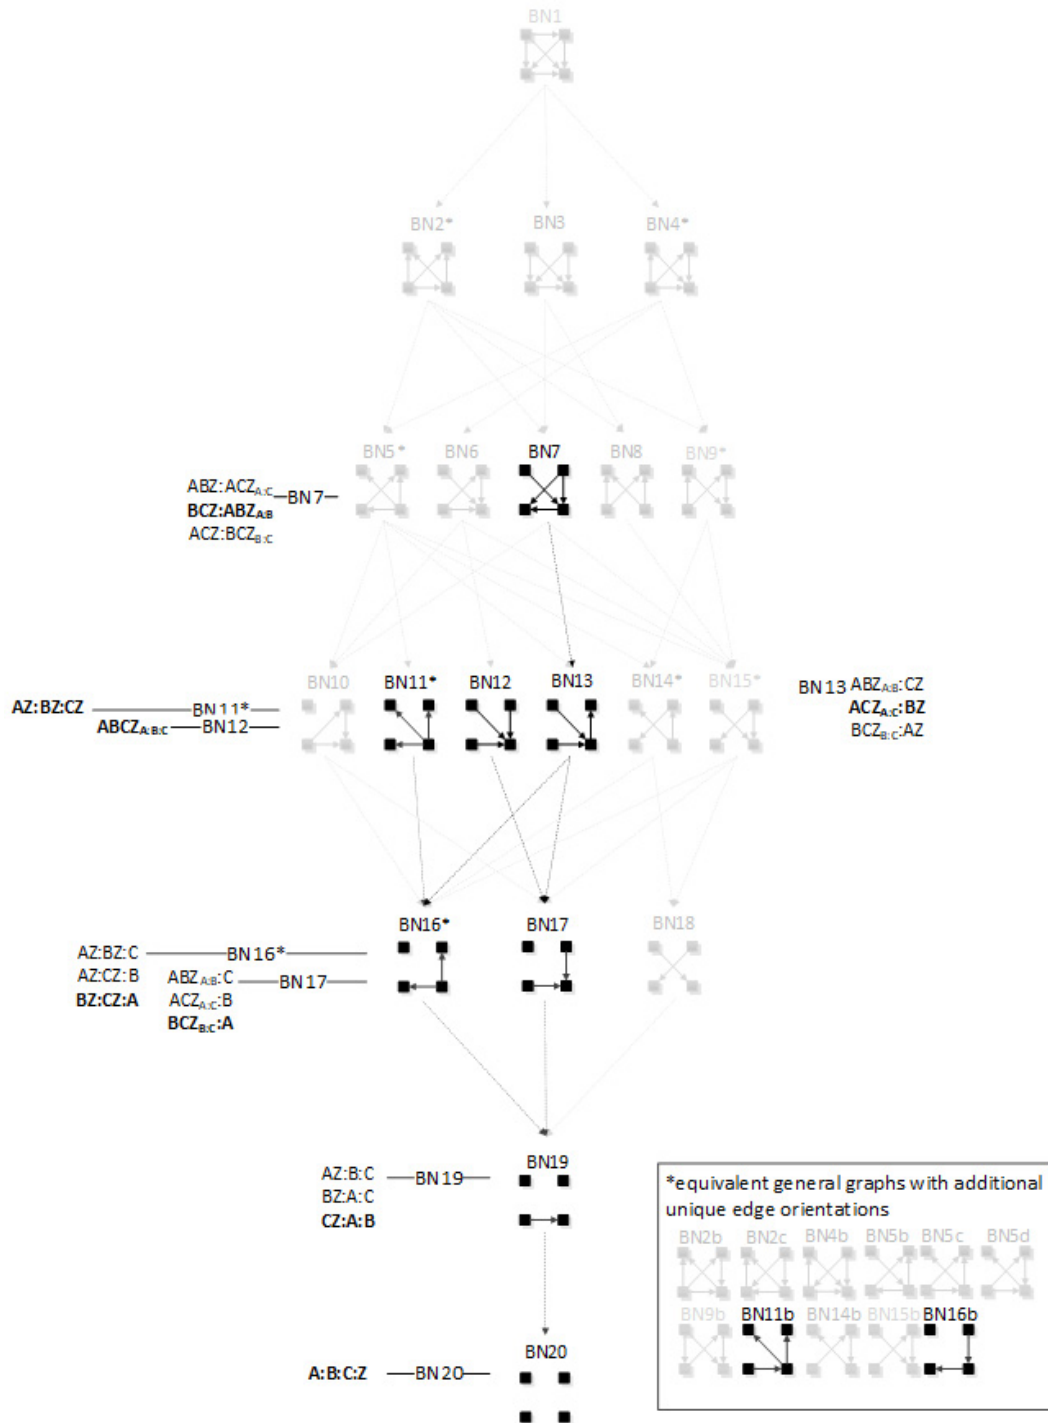 BN1
BN2*
BN3
BN4*
BN5*
BN6
BN7
BN8
BN9*
ABZ:ACZA:C
BCZ:ABZA:B
ACZ:BCZB:C
BN7
BN10
BN11*
BN12
BN13
BN14*
BN15*
AZ:BZ:CZ
BN11*
ABCZA:B:C
BN12
BN13
ABZA:B:CZ
ACZA:C:BZ
BCZB:C:AZ
BN16*
BN17
BN18
AZ:BZ:C
BN16*
AZ:CZ:B
BZ:CZ:A
ABZA:B:C
BN17
ACZA:C:B
BCZB:C:A
BN19
AZ:B:C
BN19
BZ:A:C
CZ:A:B
BN20
A:B:C:Z
BN20
*equivalent general graphs with additional
unique edge orientations
BN2b BN2c BN4b BN5b BN5c BN5d
BN9b BN11b BN14b BN15b BN16b